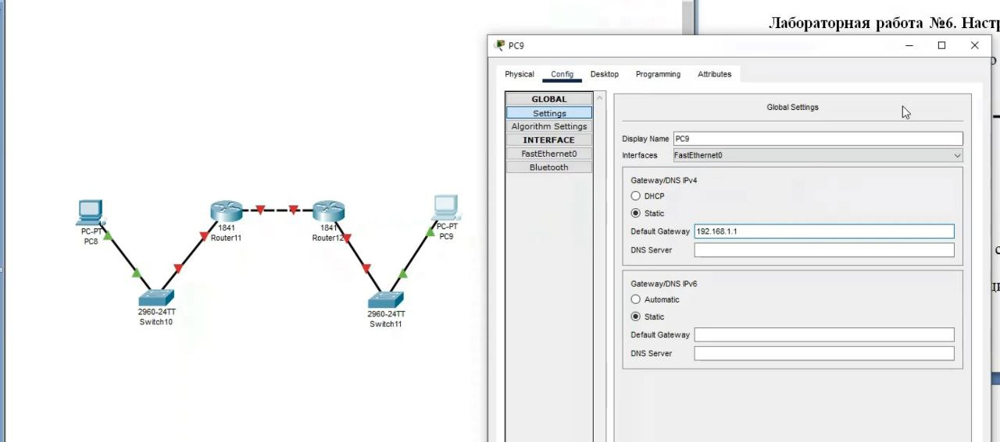 Лабораторная работа №6. Настр
PC9
Physical Config Desktop Programming Attributes
GLOBAL
Settings
Algorithm Settings
INTERFACE
FastEthernet0
Bluetooth
Global Settings
Display Name PC9
Interfaces FastEthernet0
Gateway/DNS IPv4
DHCP
Static
Default Gateway 192.168.1.1
DNS Server
Gateway/DNS IPv6
Automatic
Static
Default Gateway
DNS Server
PC-PT
PC8
1841
Router11
1841
Router12
PC-PT
PC9
2960-24TT
Switch10
2960-24TT
Switch11